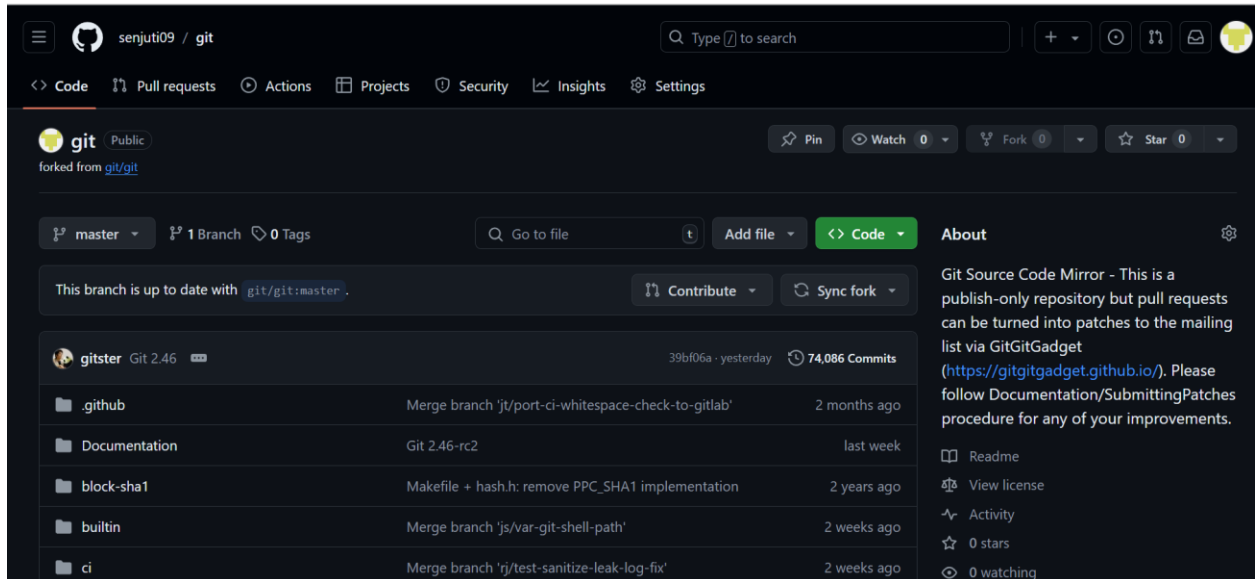 senjuti09 / git
Type / to search
Code Pull requests Actions Projects Security Insights Settings
git Public
Pin Watch 0 Fork 0 Star 0
forked from git/git
master 1 Branch 0 Tags Go to file t Add file Code
This branch is up to date with git/git:master. Contribute Sync fork
gitster Git 2.46 39bf06a · yesterday 74,086 Commits
.github Merge branch 'jt/port-ci-whitespace-check-to-gitlab' 2 months ago
Documentation Git 2.46-rc2 last week
block-sha1 Makefile + hash.h: remove PPC_SHA1 implementation 2 years ago
builtin Merge branch 'js/var-git-shell-path' 2 weeks ago
ci Merge branch 'rj/test-sanitize-leak-log-fix' 2 weeks ago
About
Git Source Code Mirror - This is a
publish-only repository but pull requests
can be turned into patches to the mailing
list via GitGitGadget
(https://gitgitgadget.github.io/). Please
follow Documentation/SubmittingPatches
procedure for any of your improvements.
Readme
View license
Activity
0 stars
0 watching